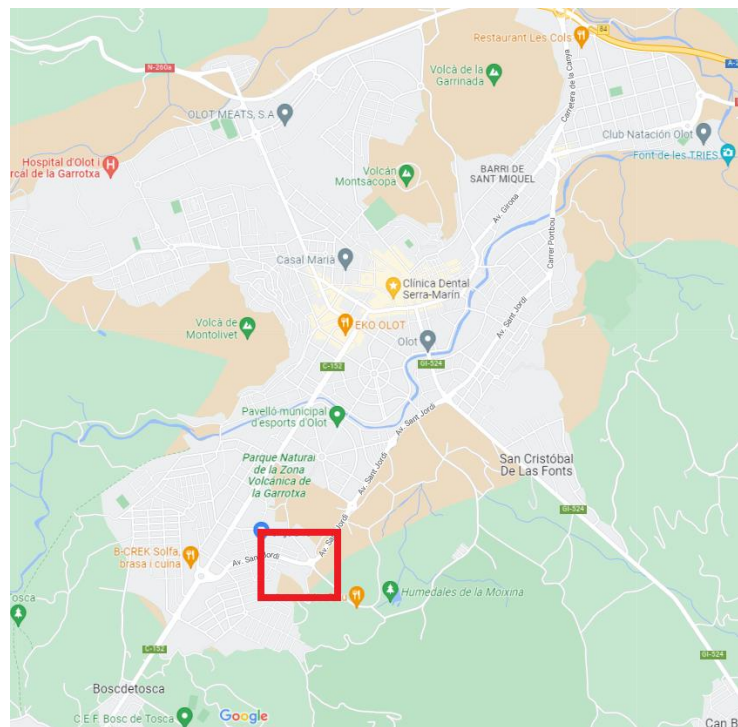 Restaurant Les Cols
84
A-2
N-260a
Volcà de la
Garrinada
OLOT MEATS, S.A
Club Natación Olot
Font de les TRIES
Hospital d'Olot i
rcal de la Garrotxa
Carretera de la Canya
Volcán
Montsacopa
BARRI DE
SANT MIQUEL
Av. Girona
Carrer Portbou
Casal Marià
Clínica Dental
Serra-Marín
Av. Sant Jordi
EKO OLOT
Volcà de
Montolivet
Olot
C-152
GI-524
Pavelló municipal
d'esports d'Olot
Av. Sant Jordi
Parque Natural
de la Zona
Volcánica de
la Garrotxa
San Cristóbal
De Las Fonts
Av. Sant Jordi
GI-524
B-CREK Solfa,
brasa i cuina
Av. Sant Jordi
Av. Sant Jordi
osca
Humedales de la Moixina
C-152
GI-524
Boscdetosca
C.E.F. Bosc de Tosca
Google
Can B